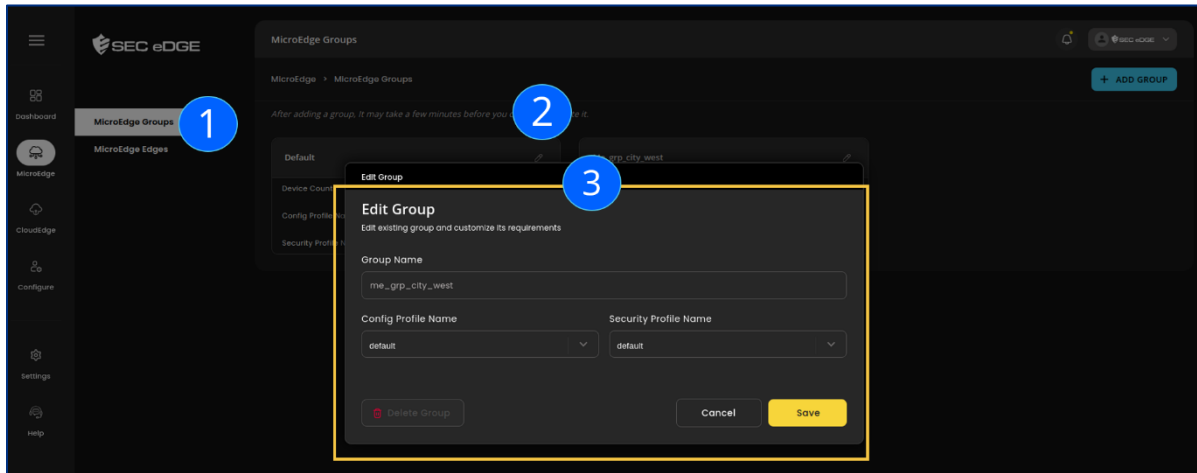 SEC eDGE
MicroEdge Groups
SEC eDGE
MicroEdge > MicroEdge Groups
+ ADD GROUP
Dashboard
MicroEdge Groups
1
After adding a group, it may take a few minutes before you
2
it.
MicroEdge Edges
MicroEdge
Default
grp_city_west
Device Count
Config Profile
Security Profile
CloudEdge
Configure
Settings
Help
Edit Group
3
Edit Group
Edit existing group and customize its requirements
Group Name
me_grp_city_west
Config Profile Name
Security Profile Name
default
default
Delete Group
Cancel
Save